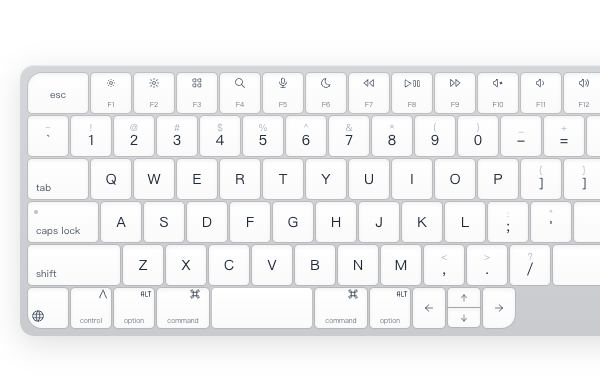 esc F1 F2 F3 F4 F5 F6 F7 F8 F9 F10 F11 F12
~ ! @ # $ % ^ & * ( ) _ +
` 1 2 3 4 5 6 7 8 9 0 - =
tab Q W E R T Y U I O P
] ]
caps lock A S D F G H J K L ;
'
shift Z X C V B N M
< > ?
, . /
ALT ALT
control option command command option